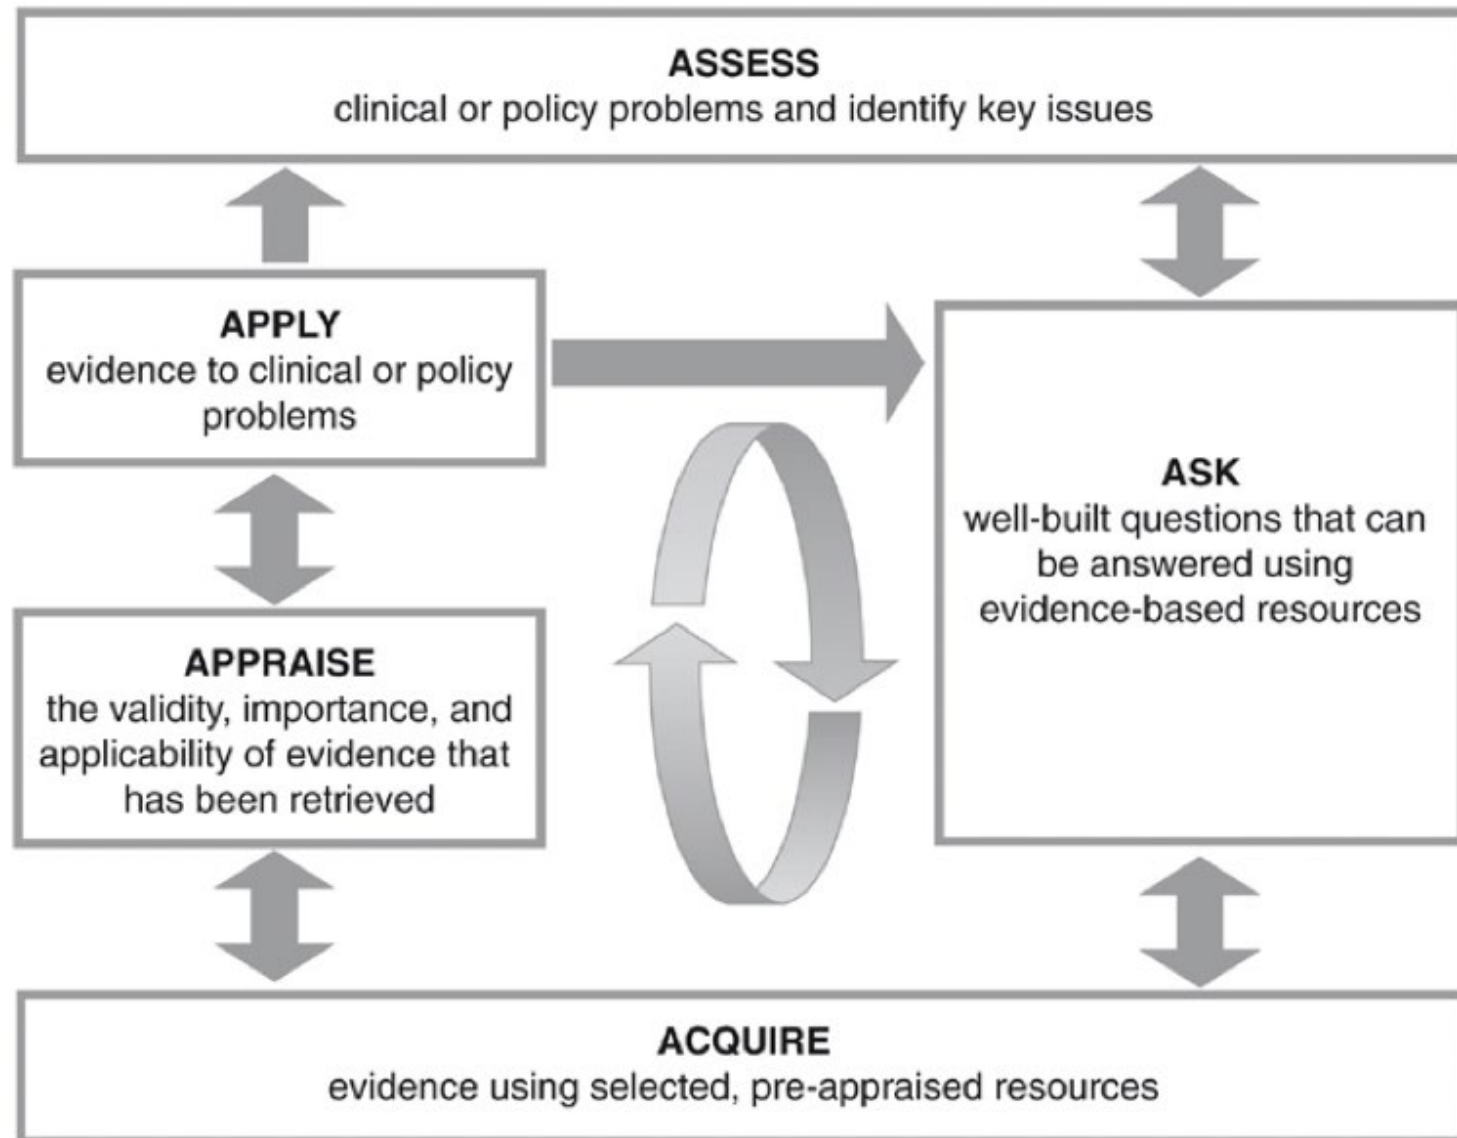 ASSESS
clinical or policy problems and identify key issues
APPLY
evidence to clinical or policy
problems
ASK
well-built questions that can
be answered using
evidence-based resources
APPRAISE
the validity, importance, and
applicability of evidence that
has been retrieved
ACQUIRE
evidence using selected, pre-appraised resources